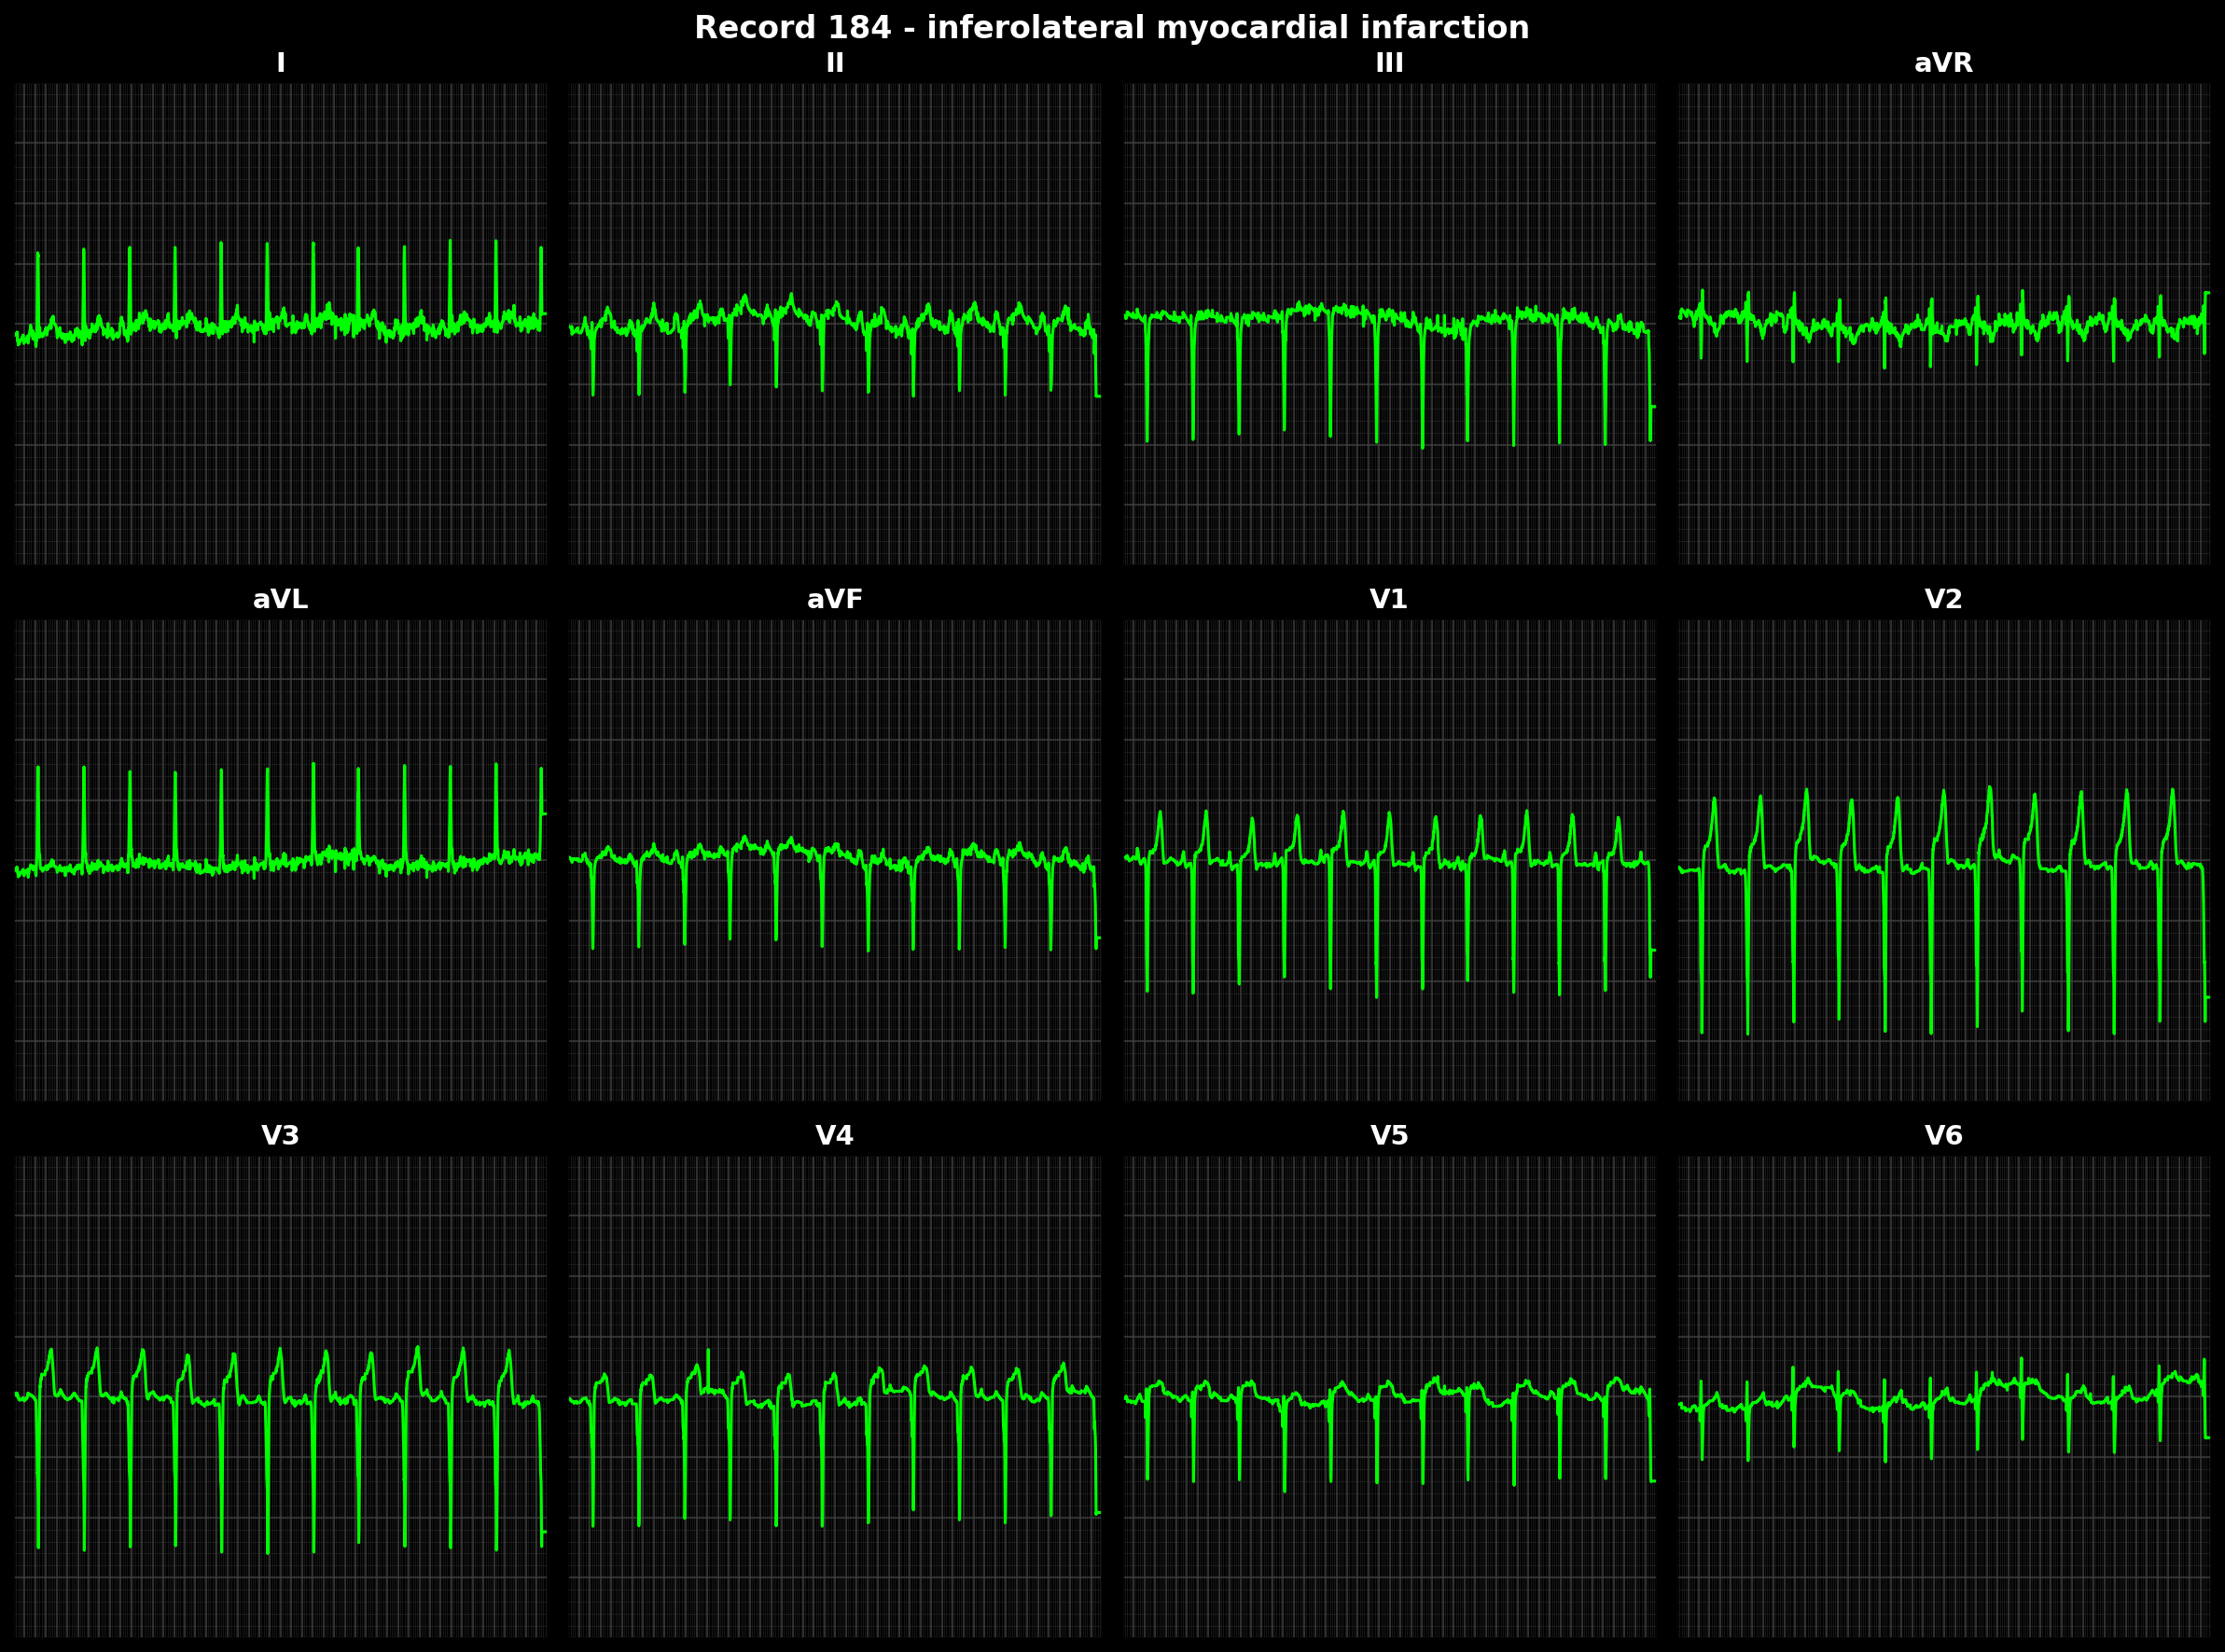 Record 184 - inferolateral myocardial infarction
I II III aVR
aVL aVF V1 V2
V3 V4 V5 V6